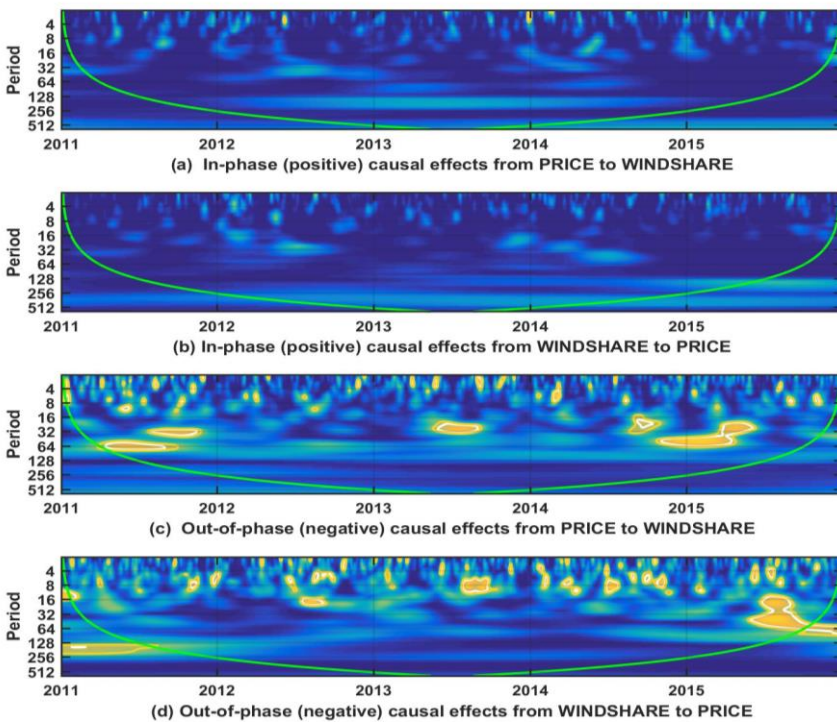 Period
4
8
16
32
64
128
256
512
2011 2012 2013 2014 2015
(a) In-phase (positive) causal effects from PRICE to WINDSHARE
Period
4
8
16
32
64
128
256
512
2011 2012 2013 2014 2015
(b) In-phase (positive) causal effects from WINDSHARE to PRICE
Period
4
8
16
32
64
128
256
512
2011 2012 2013 2014 2015
(c) Out-of-phase (negative) causal effects from PRICE to WINDSHARE
Period
4
8
16
32
64
128
256
512
2011 2012 2013 2014 2015
(d) Out-of-phase (negative) causal effects from WINDSHARE to PRICE